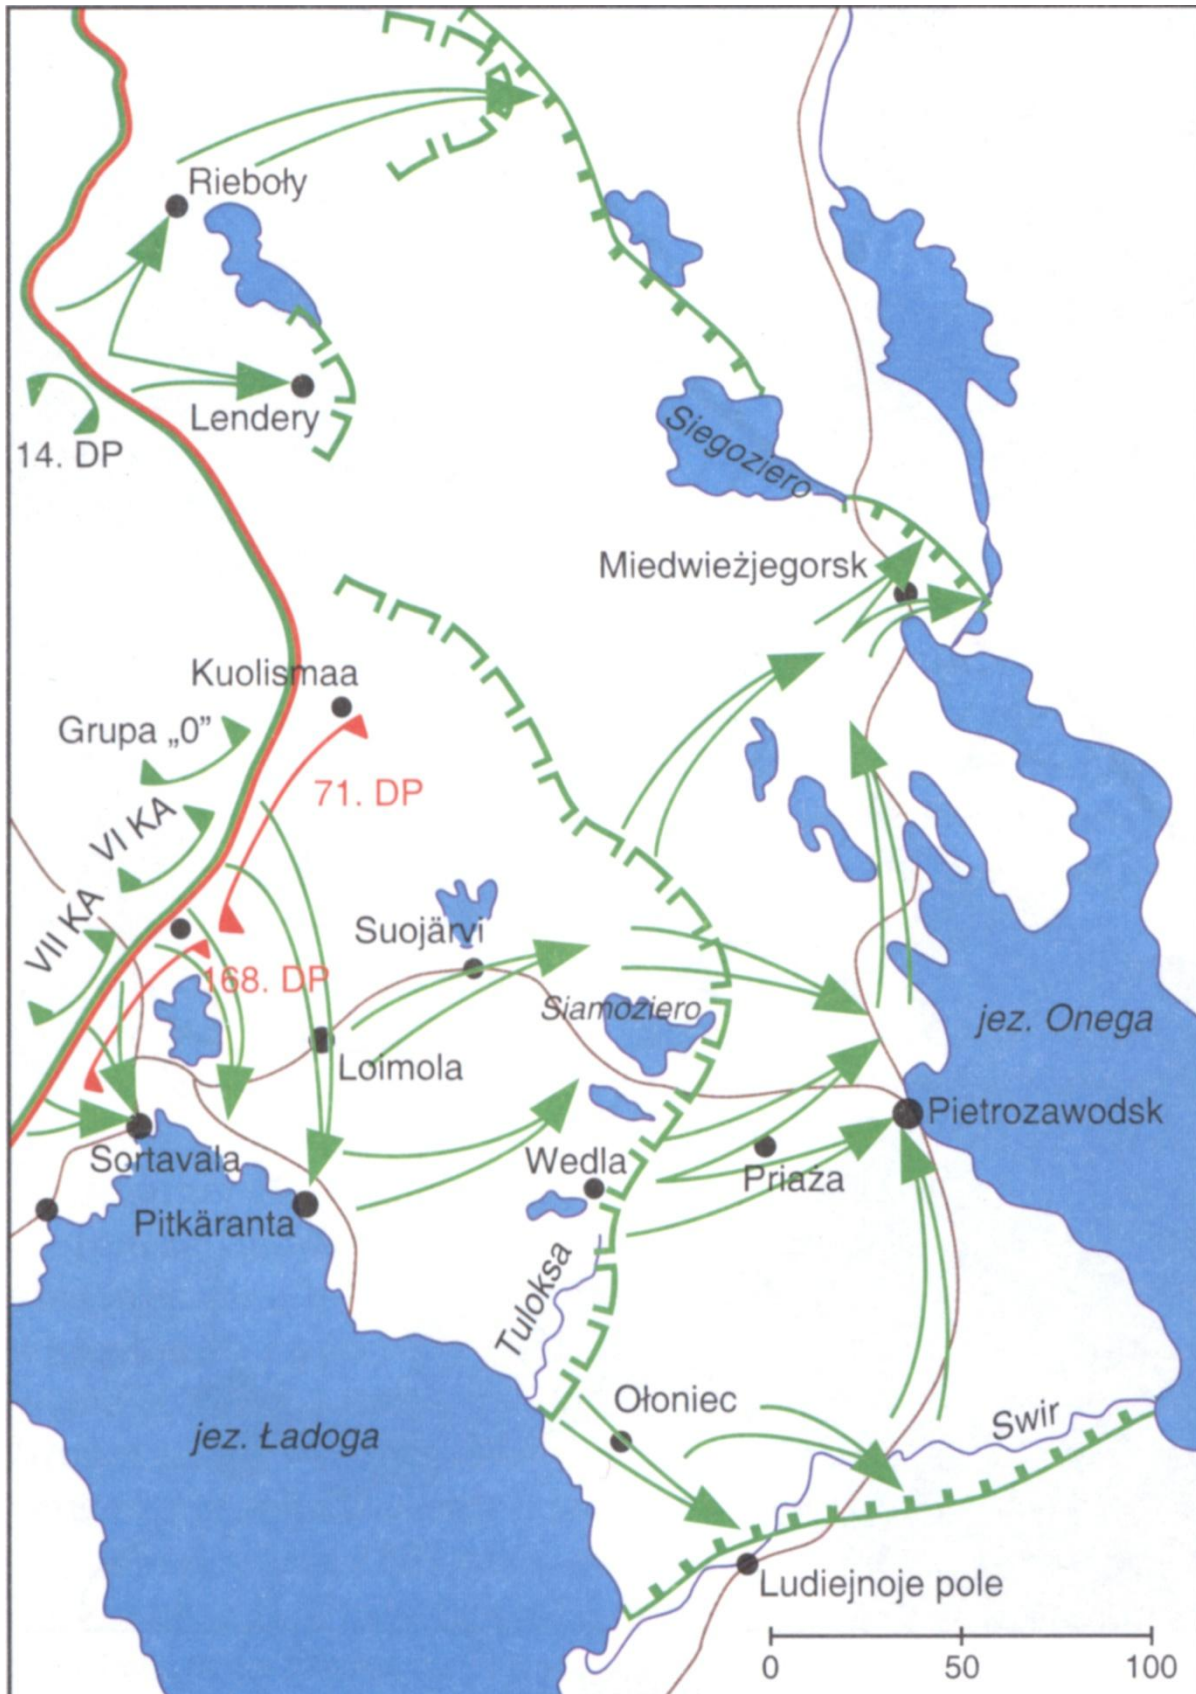 Rieboły
Lendery
14. DP
Siegoziero
Miedwieżjegorsk
Kuolismaa
Grupa „0”
71. DP
VI KA
VII KA
Suojärvi
168. DP
Siamoziero
jez. Onega
Loimola
Pietrozawodsk
Sortavala
Wedla
Priaża
Pitkäranta
Tuloksa
Ołoniec
Swir
jez. Ładoga
Ludiejnoje pole
0 50 100